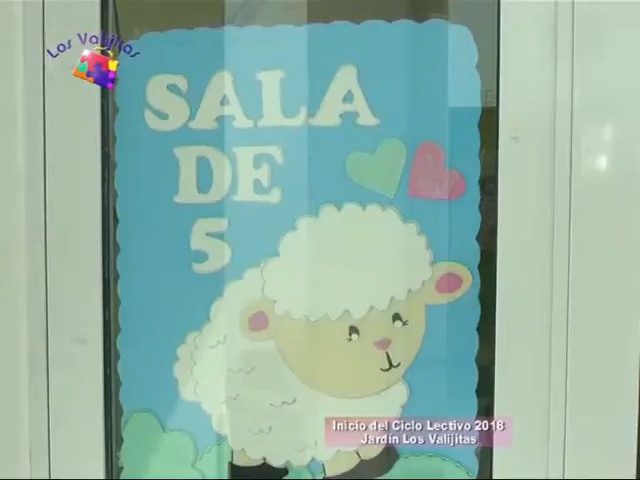 Los Valijitas
SALA
DE
5
Inicio del Ciclo Lectivo 2018
Jardín Los Valijitas